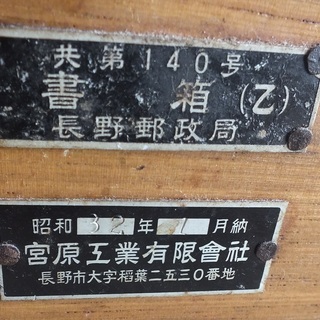 共第140号
書箱(乙)
長野郵政局
昭和32年1月納
宮原工業有限會社
長野市大字稲葉二五三〇番地